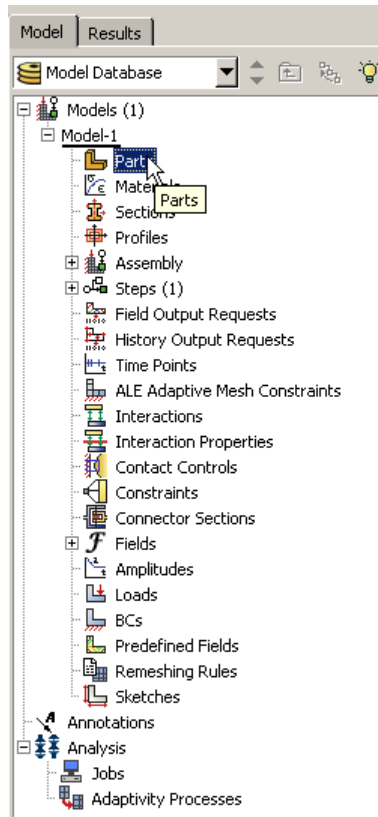 Model Results
Model Database
Models (1)
Model-1
Part
Materials
Parts
Sections
Profiles
Assembly
Steps (1)
Field Output Requests
History Output Requests
Time Points
ALE Adaptive Mesh Constraints
Interactions
Interaction Properties
Contact Controls
Constraints
Connector Sections
Fields
Amplitudes
Loads
BCs
Predefined Fields
Remeshing Rules
Sketches
Annotations
Analysis
Jobs
Adaptivity Processes